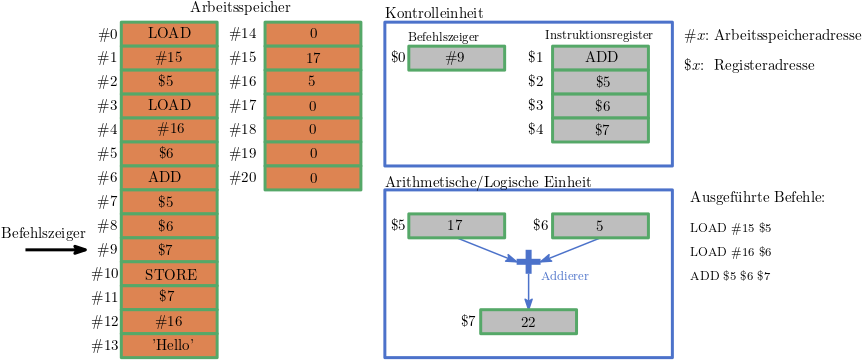 Arbeitsspeicher
#0 LOAD
#1 #15
#2 $5
#3 LOAD
#4 #16
#5 $6
#6 ADD
#7 $5
#8 $6
Befehlszeiger
#9 $7
#10 STORE
#11 $7
#12 #16
#13 'Hello'
#14 0
#15 17
#16 5
#17 0
#18 0
#19 0
#20 0
Kontrolleinheit
Befehlszeiger
$0 #9
Instruktionsregister
$1 ADD
$2 $5
$3 $6
$4 $7
#x: Arbeitsspeicheradresse
$x: Registeradresse
Arithmetische/Logische Einheit
$5 17 $6 5
Addierer
$7 22
Ausgeführte Befehle:
LOAD #15 $5
LOAD #16 $6
ADD $5 $6 $7